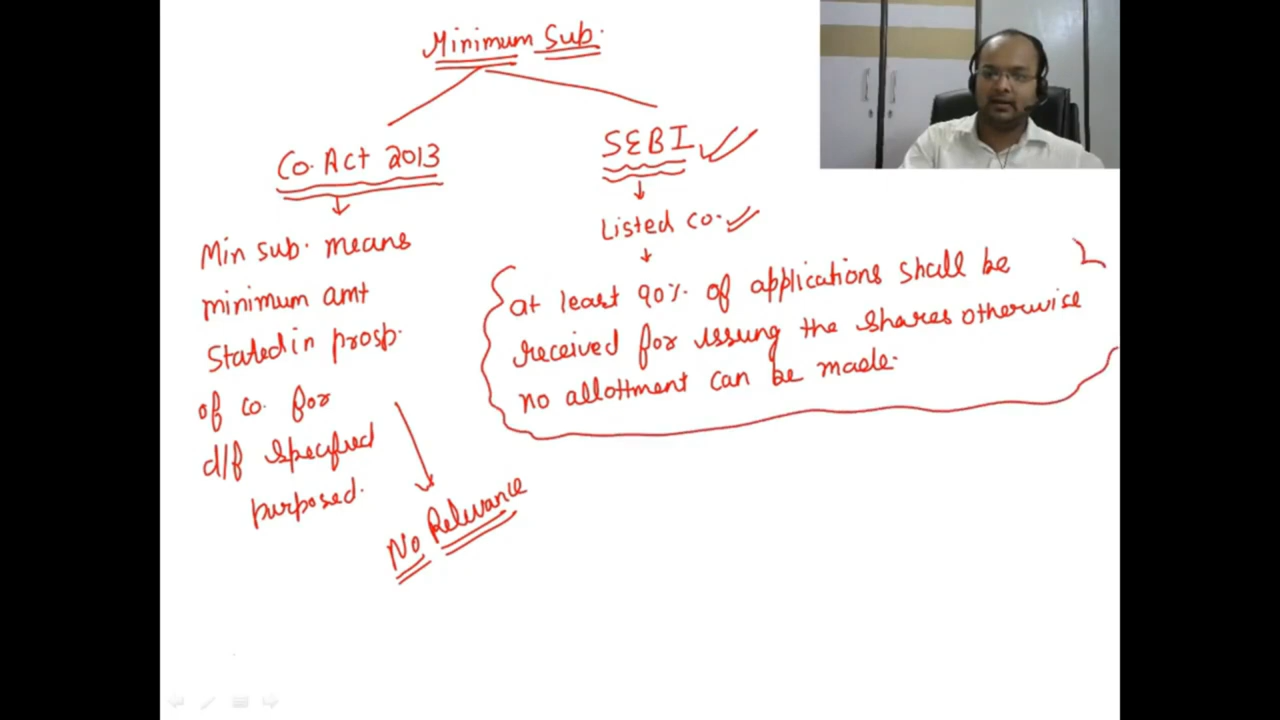 Minimum Sub.
Co. Act 2013
Min sub. means
minimum amt
Stated in prosp.
of co. for
d/f specified
purposed.
No Relevance
SEBI
Listed co.
at least 90% of applications shall be
received for issung the shares otherwise
no allottment can be made.